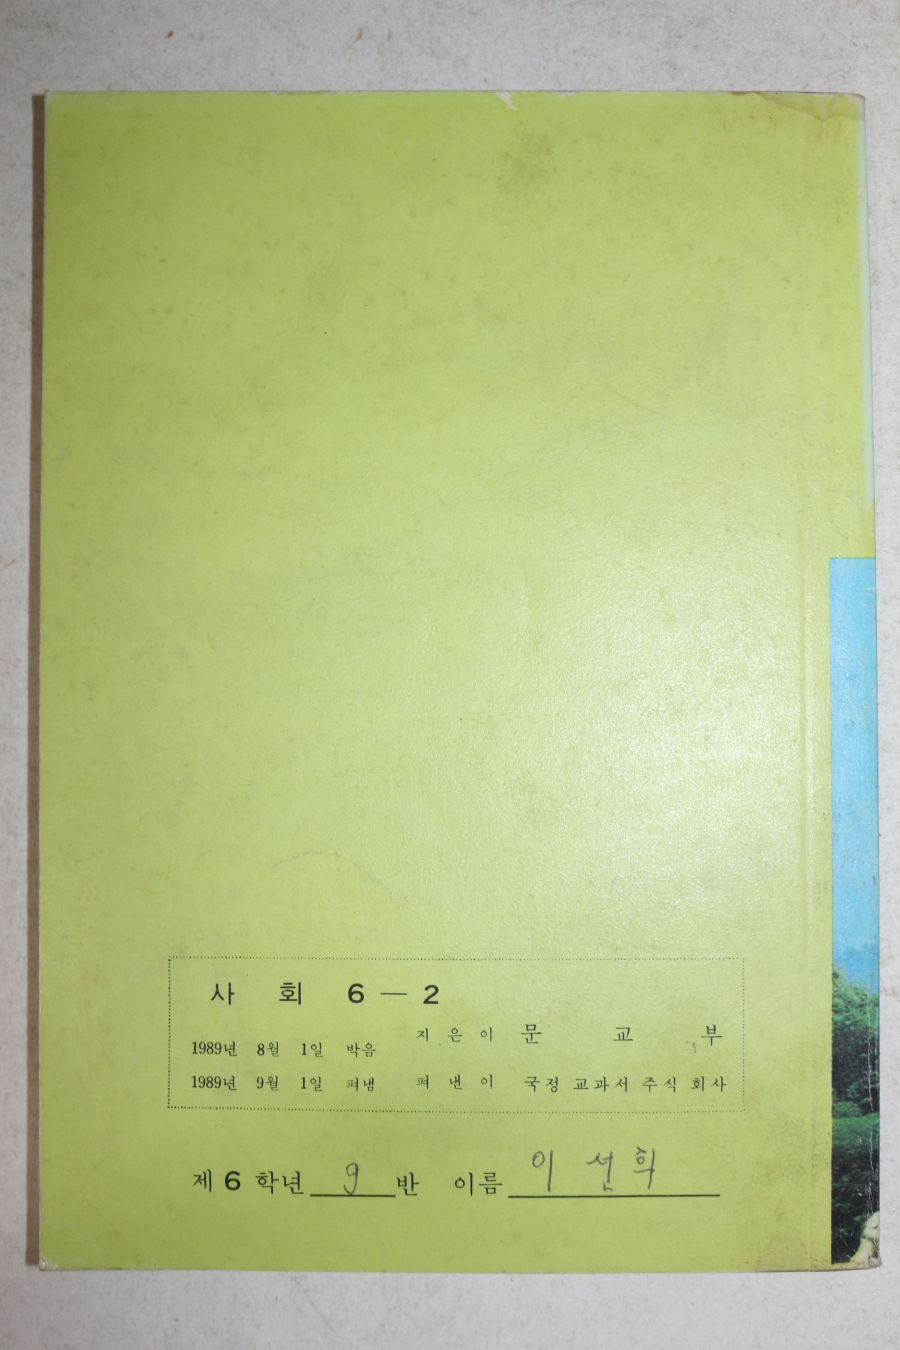 사 회 6 — 2
1989년 8월 1일 박음 지 은 이 문 교 부
1989년 9월 1일 펴냄 펴 낸 이 국정 교과서 주식 회사
제 6 학년 9 반 이름 이 선 희